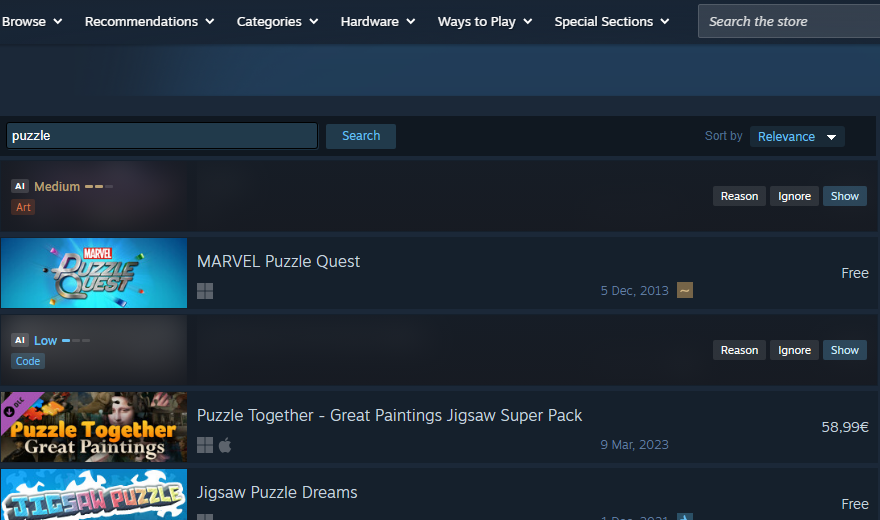 Browse Recommendations Categories Hardware Ways to Play Special Sections Search the store
puzzle Search Sort by Relevance
AI Medium
Art
Reason Ignore Show
MARVEL
PUZZLE
QUEST
MARVEL Puzzle Quest
5 Dec, 2013
Free
AI Low
Code
Reason Ignore Show
DLC
Puzzle Together
Great Paintings
Puzzle Together - Great Paintings Jigsaw Super Pack
9 Mar, 2023
58,99€
JIGSAW PUZZLE
Jigsaw Puzzle Dreams
Free